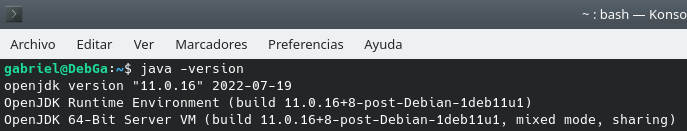 ~ : bash — Konso
Archivo Editar Ver Marcadores Preferencias Ayuda
gabriel@DebGa:~$ java -version
openjdk version "11.0.16" 2022-07-19
OpenJDK Runtime Environment (build 11.0.16+8-post-Debian-1deb11u1)
OpenJDK 64-Bit Server VM (build 11.0.16+8-post-Debian-1deb11u1, mixed mode, sharing)